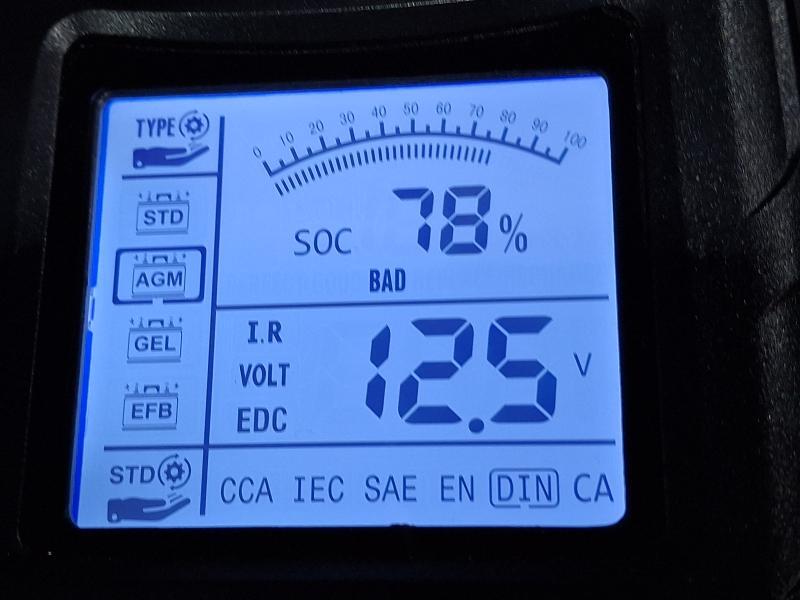 TYPE
0 10 20 30 40 50 60 70 80 90 100
STD
SOC 78 %
AGM
BAD
GEL
I.R
VOLT
EDC
12.5 V
EFB
STD
CCA IEC SAE EN DIN CA